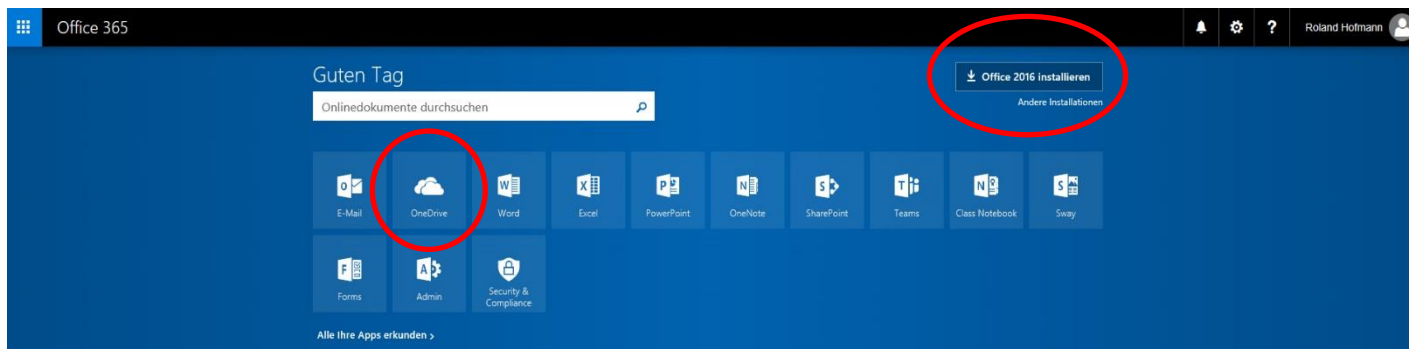 Office 365
?
Roland Hofmann
Guten Tag
Office 2016 installieren
Onlinedokumente durchsuchen
Andere Installationen
E-Mail
OneDrive
Word
Excel
PowerPoint
OneNote
SharePoint
Teams
Class Notebook
Sway
Forms
Admin
Security &
Compliance
Alle Ihre Apps erkunden >